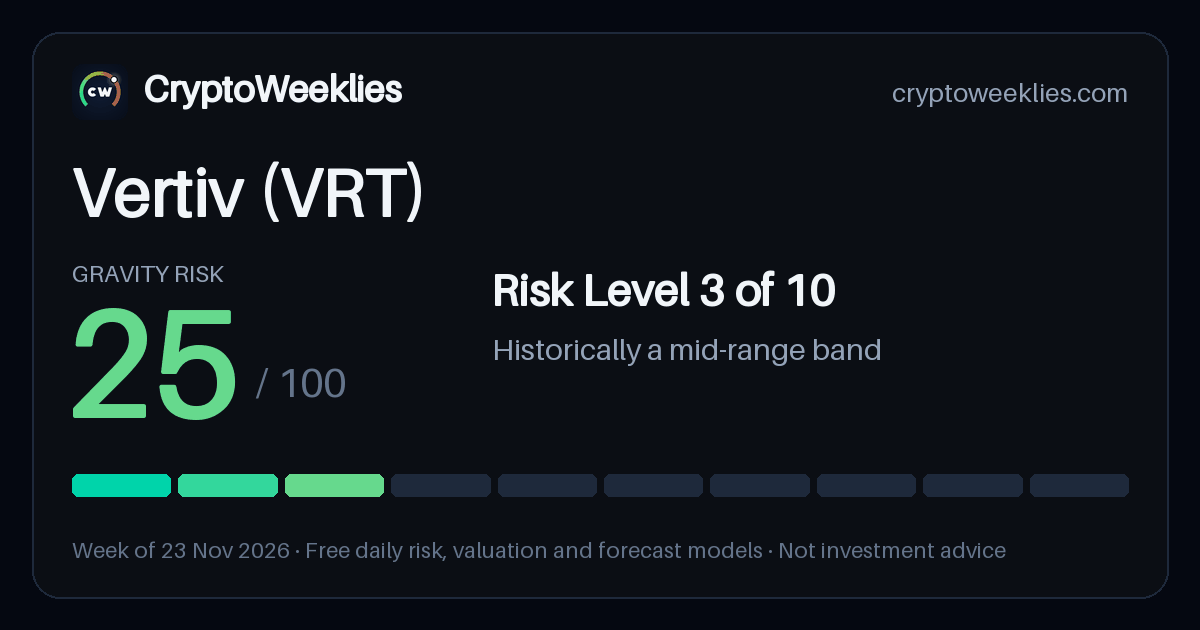 CW
CryptoWeeklies
cryptoweeklies.com
Vertiv (VRT)
GRAVITY RISK
25 / 100
Risk Level 3 of 10
Historically a mid-range band
Week of 23 Nov 2026 · Free daily risk, valuation and forecast models · Not investment advice